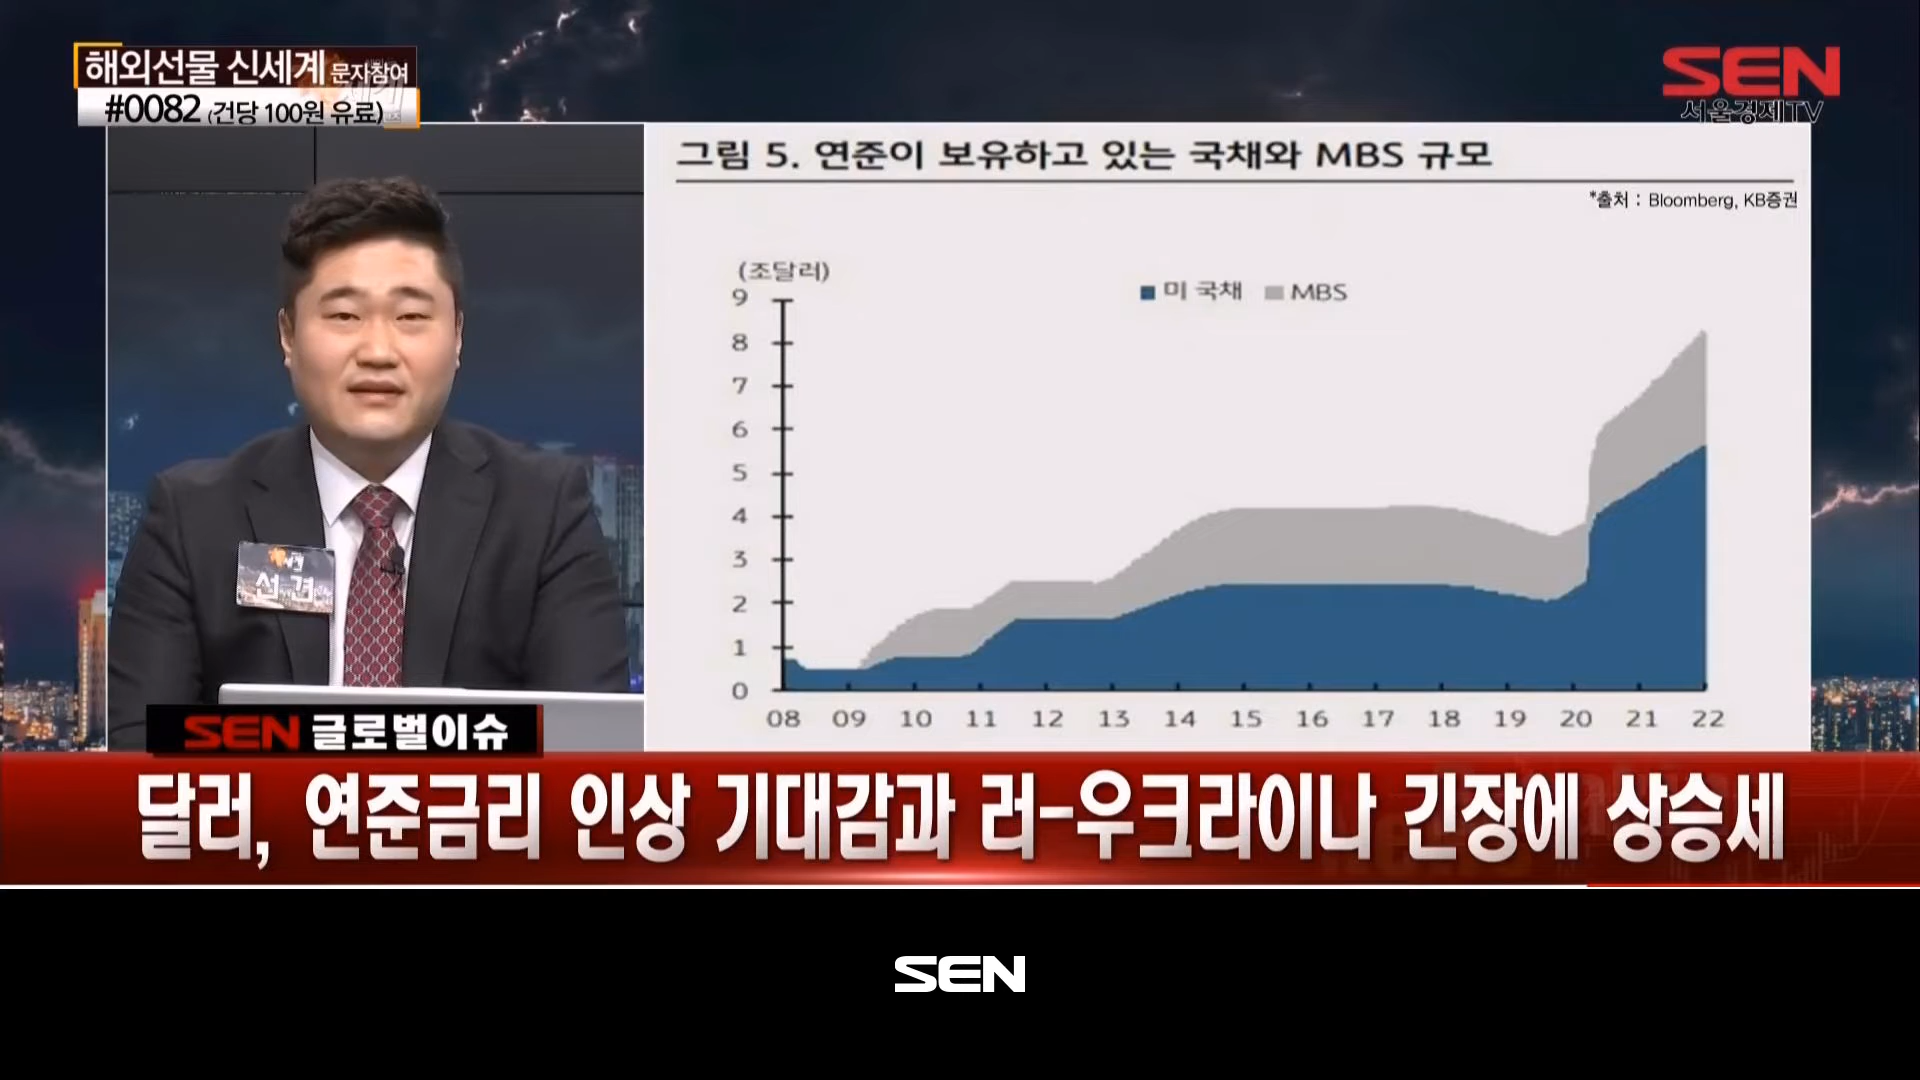 해외선물 신세계 문자참여
#0082 (건당 100원 유료)
SEN
서울경제TV
그림 5. 연준이 보유하고 있는 국채와 MBS 규모
*출처 : Bloomberg, KB증권
(조달러)
미 국채 MBS
9
8
7
6
5
4
3
2
1
0
08 09 10 11 12 13 14 15 16 17 18 19 20 21 22
선 견
SEN 글로벌이슈
달러, 연준금리 인상 기대감과 러-우크라이나 긴장에 상승세
SEN